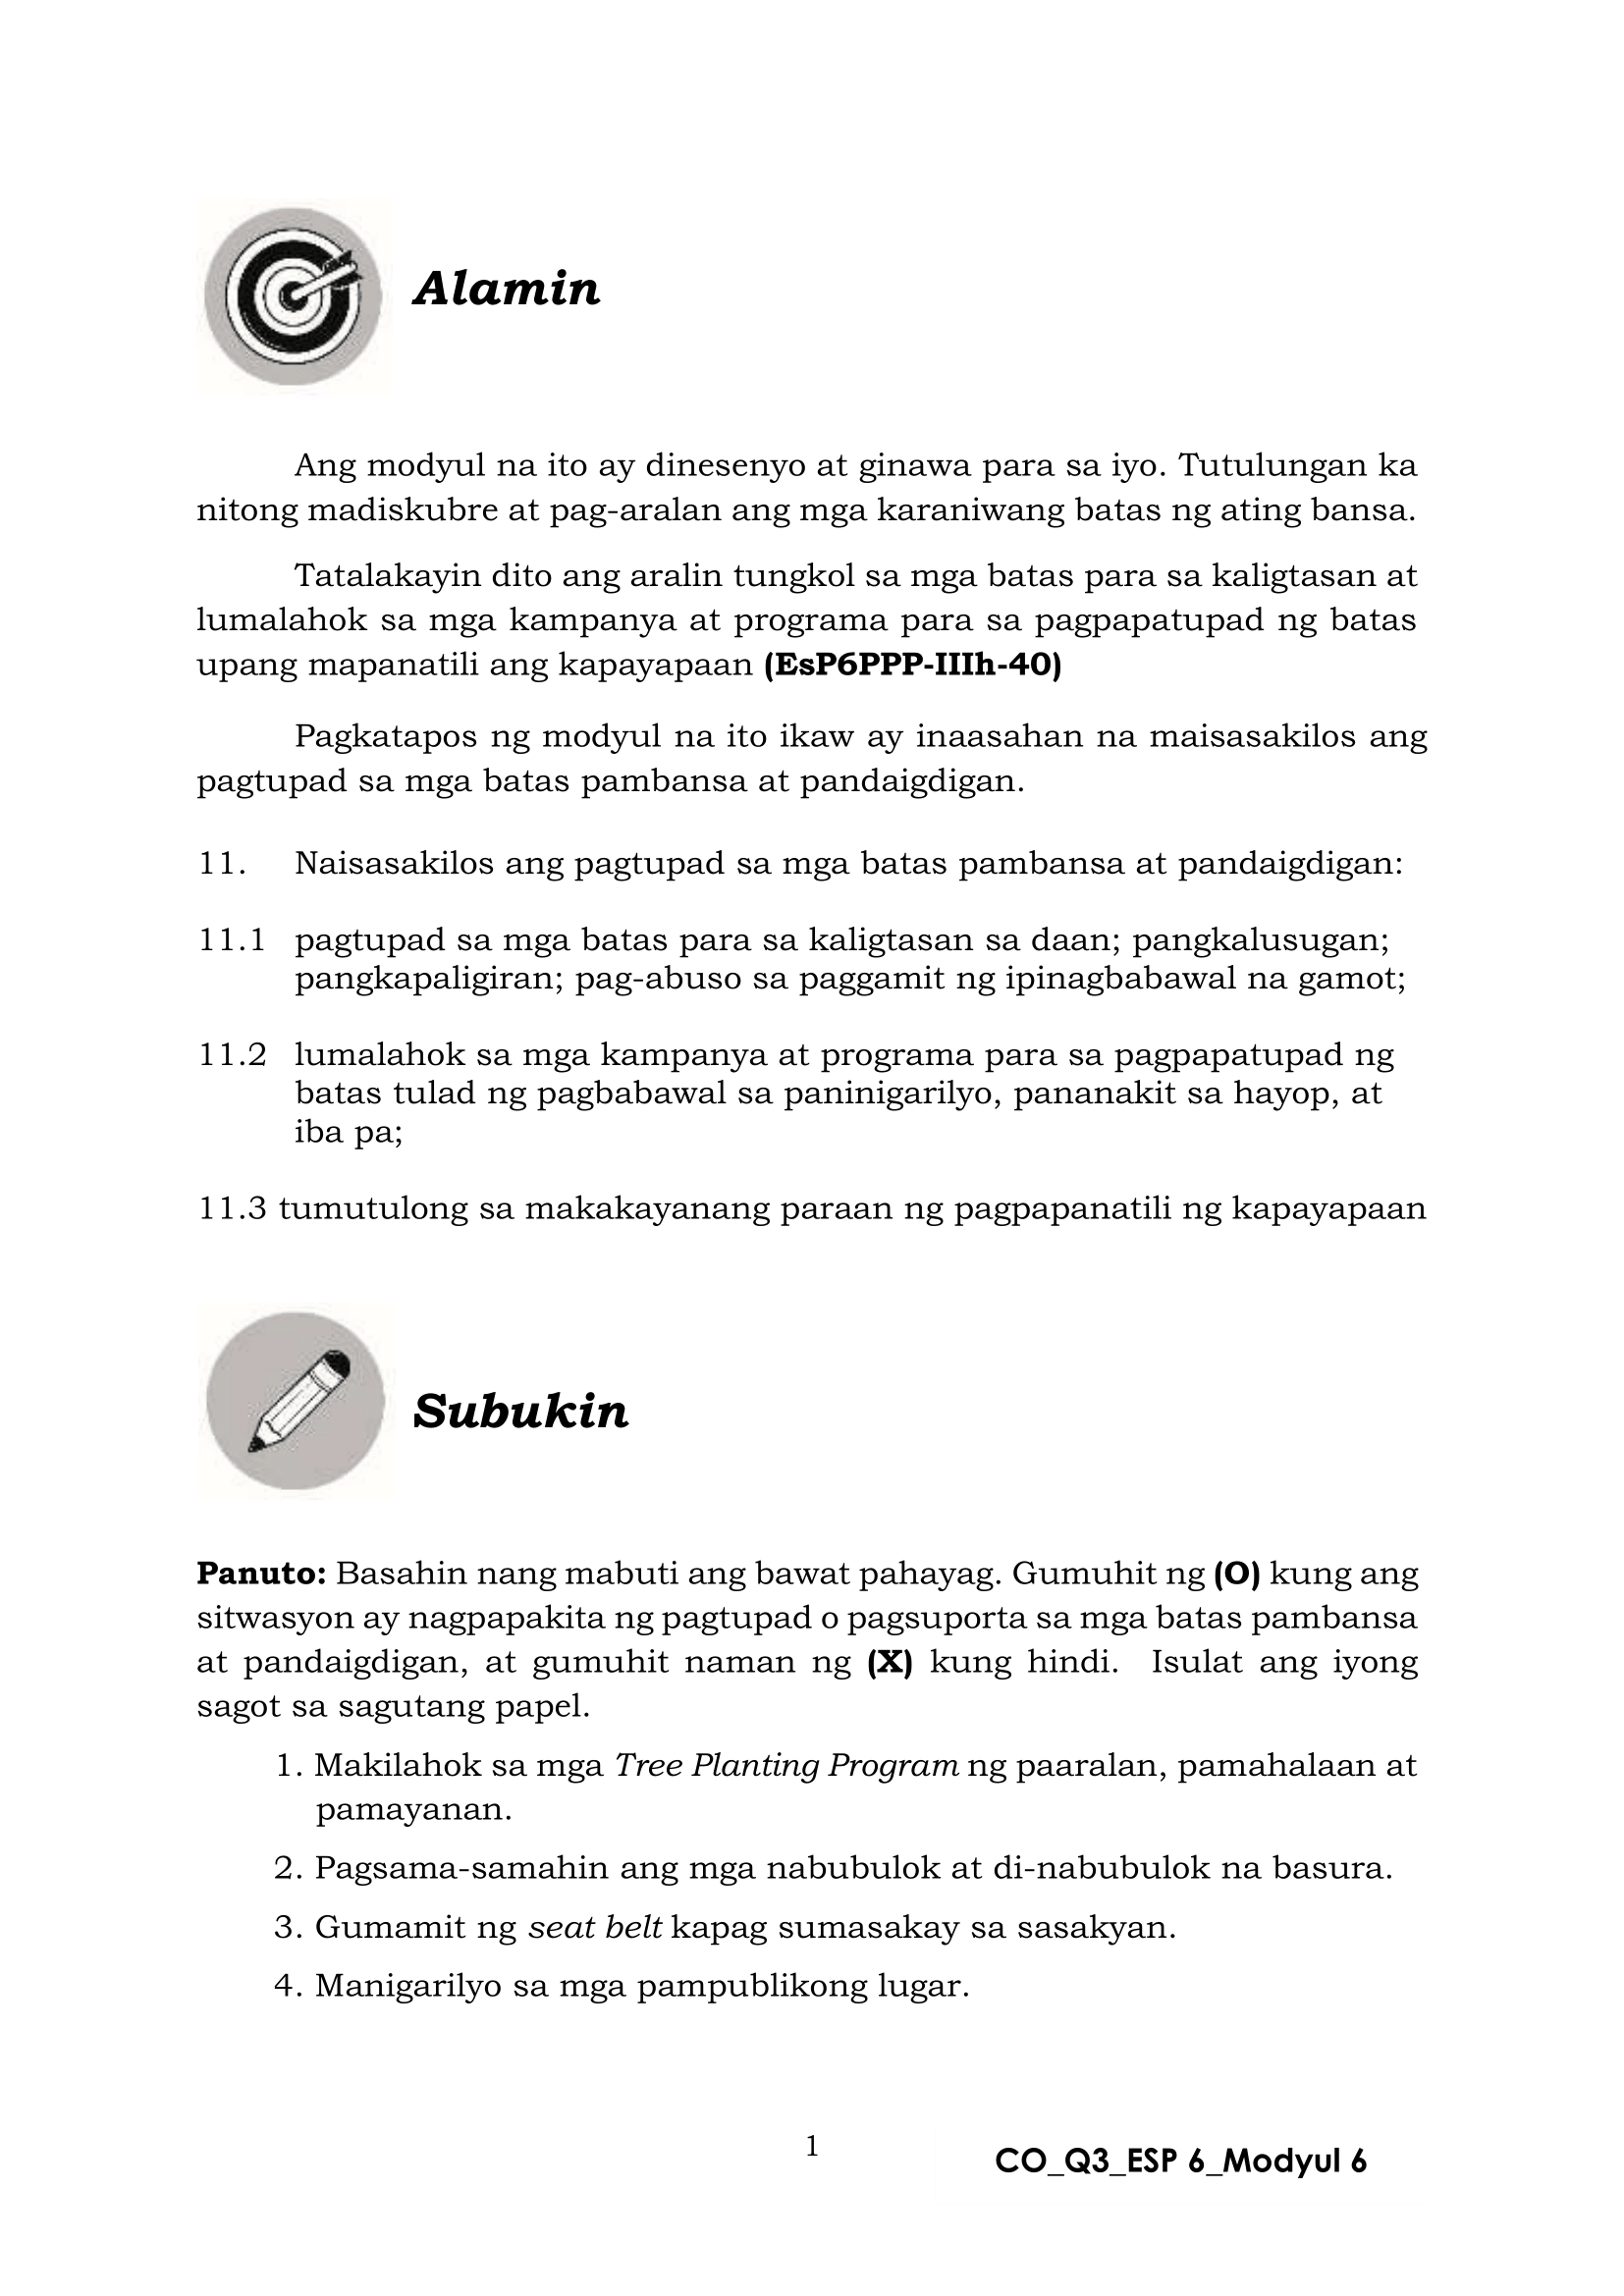 Alamin
Ang modyul na ito ay dinesenyo at ginawa para sa iyo. Tutulungan ka
nitong madiskubre at pag-aralan ang mga karaniwang batas ng ating bansa.
Tatalakayin dito ang aralin tungkol sa mga batas para sa kaligtasan at
lumalahok sa mga kampanya at programa para sa pagpapatupad ng batas
upang mapanatili ang kapayapaan (EsP6PPP-IIIh-40)
Pagkatapos ng modyul na ito ikaw ay inaasahan na maisasakilos ang
pagtupad sa mga batas pambansa at pandaigdigan.
11. Naisasakilos ang pagtupad sa mga batas pambansa at pandaigdigan:
11.1 pagtupad sa mga batas para sa kaligtasan sa daan; pangkalusugan;
pangkapaligiran; pag-abuso sa paggamit ng ipinagbabawal na gamot;
11.2 lumalahok sa mga kampanya at programa para sa pagpapatupad ng
batas tulad ng pagbabawal sa paninigarilyo, pananakit sa hayop, at
iba pa;
11.3 tumutulong sa makakayanang paraan ng pagpapanatili ng kapayapaan
Subukin
Panuto: Basahin nang mabuti ang bawat pahayag. Gumuhit ng (O) kung ang
sitwasyon ay nagpapakita ng pagtupad o pagsuporta sa mga batas pambansa
at pandaigdigan, at gumuhit naman ng (X) kung hindi. Isulat ang iyong
sagot sa sagutang papel.
1. Makilahok sa mga Tree Planting Program ng paaralan, pamahalaan at
pamayanan.
2. Pagsama-samahin ang mga nabubulok at di-nabubulok na basura.
3. Gumamit ng seat belt kapag sumasakay sa sasakyan.
4. Manigarilyo sa mga pampublikong lugar.
1
CO_Q3_ESP 6_Modyul 6